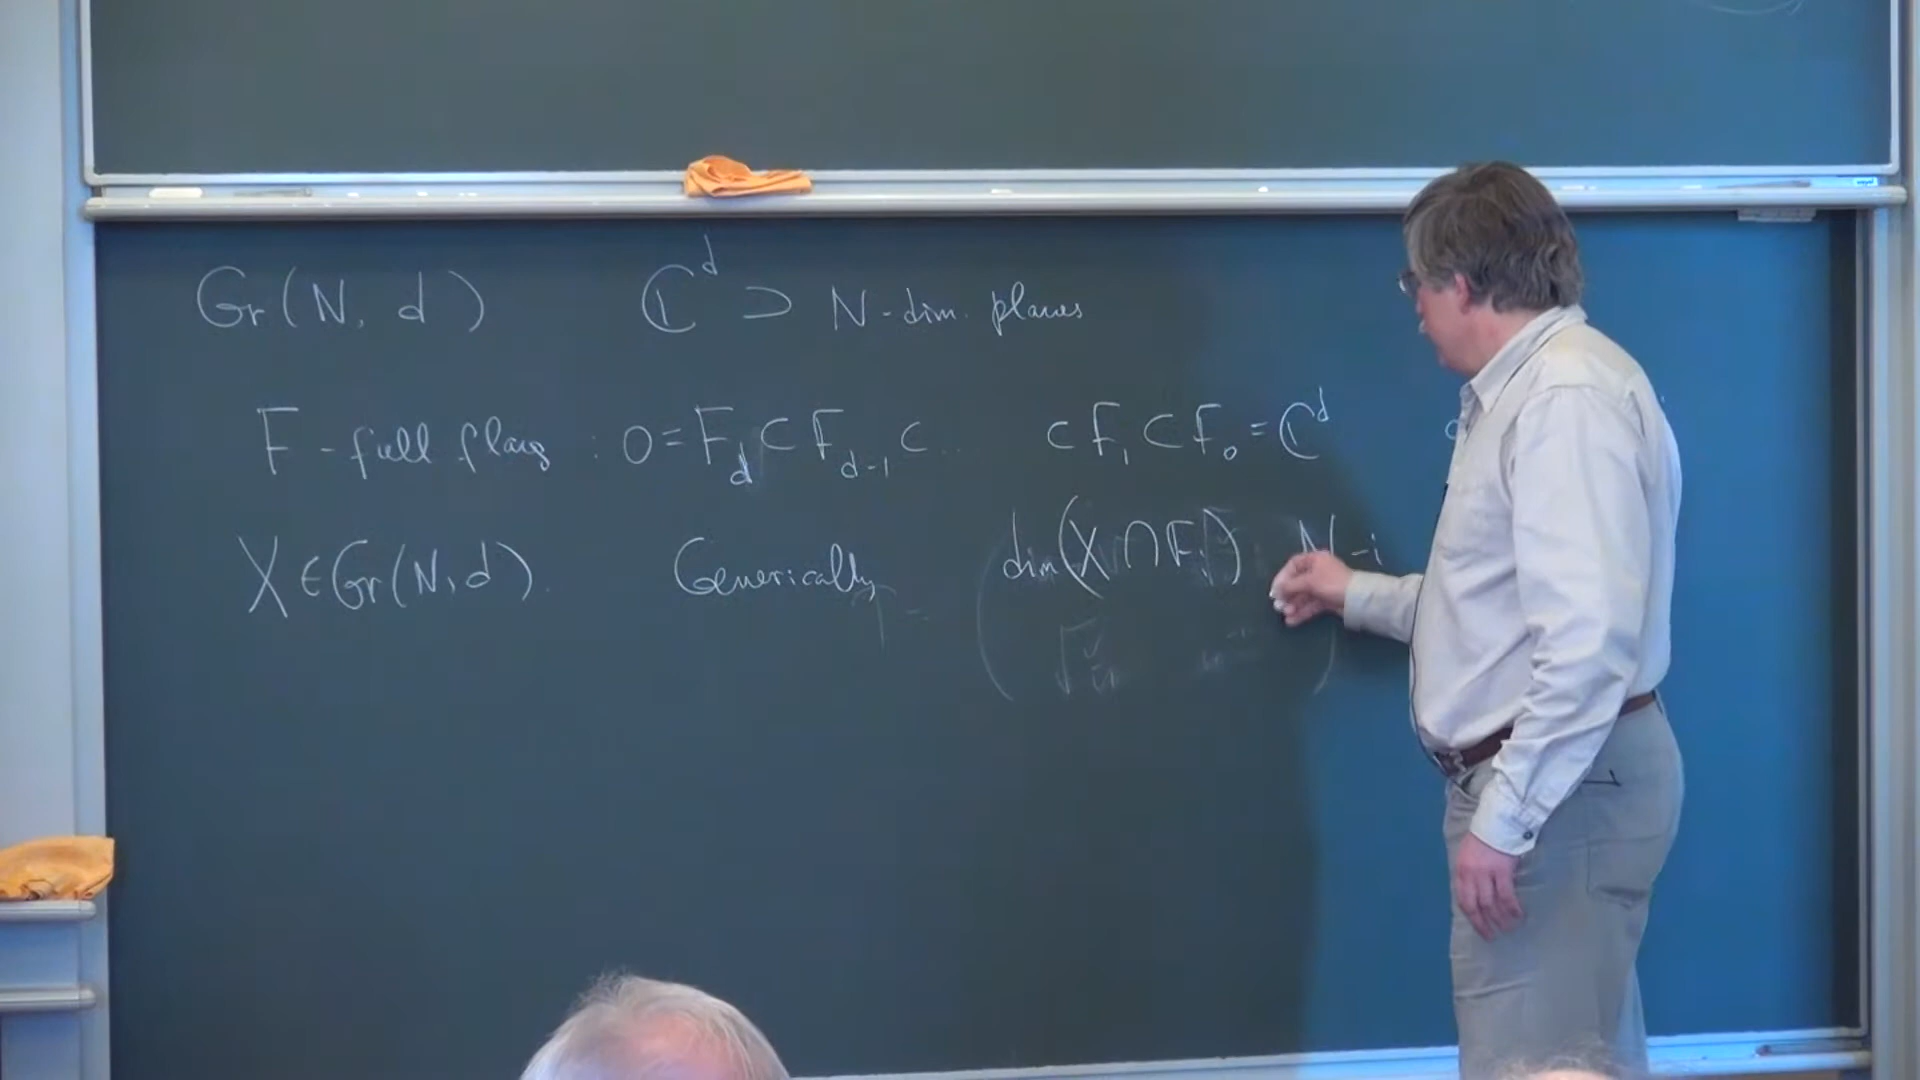 Gr(N, d) ℂ^d ⊃ N-dim. planes
F - full flag : 0 = F_d ⊂ F_{d-1} ⊂ ... ⊂ F_1 ⊂ F_0 = ℂ^d
X ∈ Gr(N, d). Generically dim(X ∩ F_i) N - i